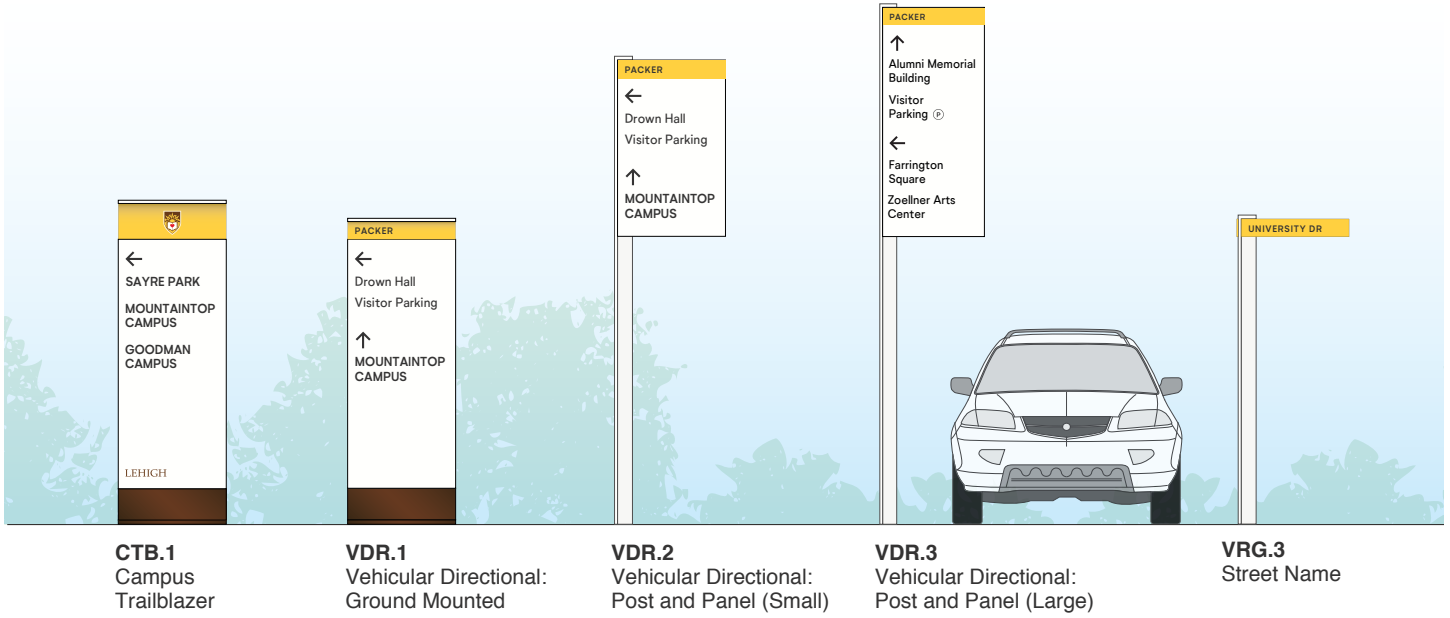 SAYRE PARK
MOUNTAINTOP
CAMPUS
GOODMAN
CAMPUS
LEHIGH
PACKER
Drown Hall
Visitor Parking
MOUNTAINTOP
CAMPUS
PACKER
Drown Hall
Visitor Parking
MOUNTAINTOP
CAMPUS
PACKER
Alumni Memorial
Building
Visitor
Parking P
Farrington
Square
Zoellner Arts
Center
UNIVERSITY DR
CTB.1
Campus
Trailblazer
VDR.1
Vehicular Directional:
Ground Mounted
VDR.2
Vehicular Directional:
Post and Panel (Small)
VDR.3
Vehicular Directional:
Post and Panel (Large)
VRG.3
Street Name